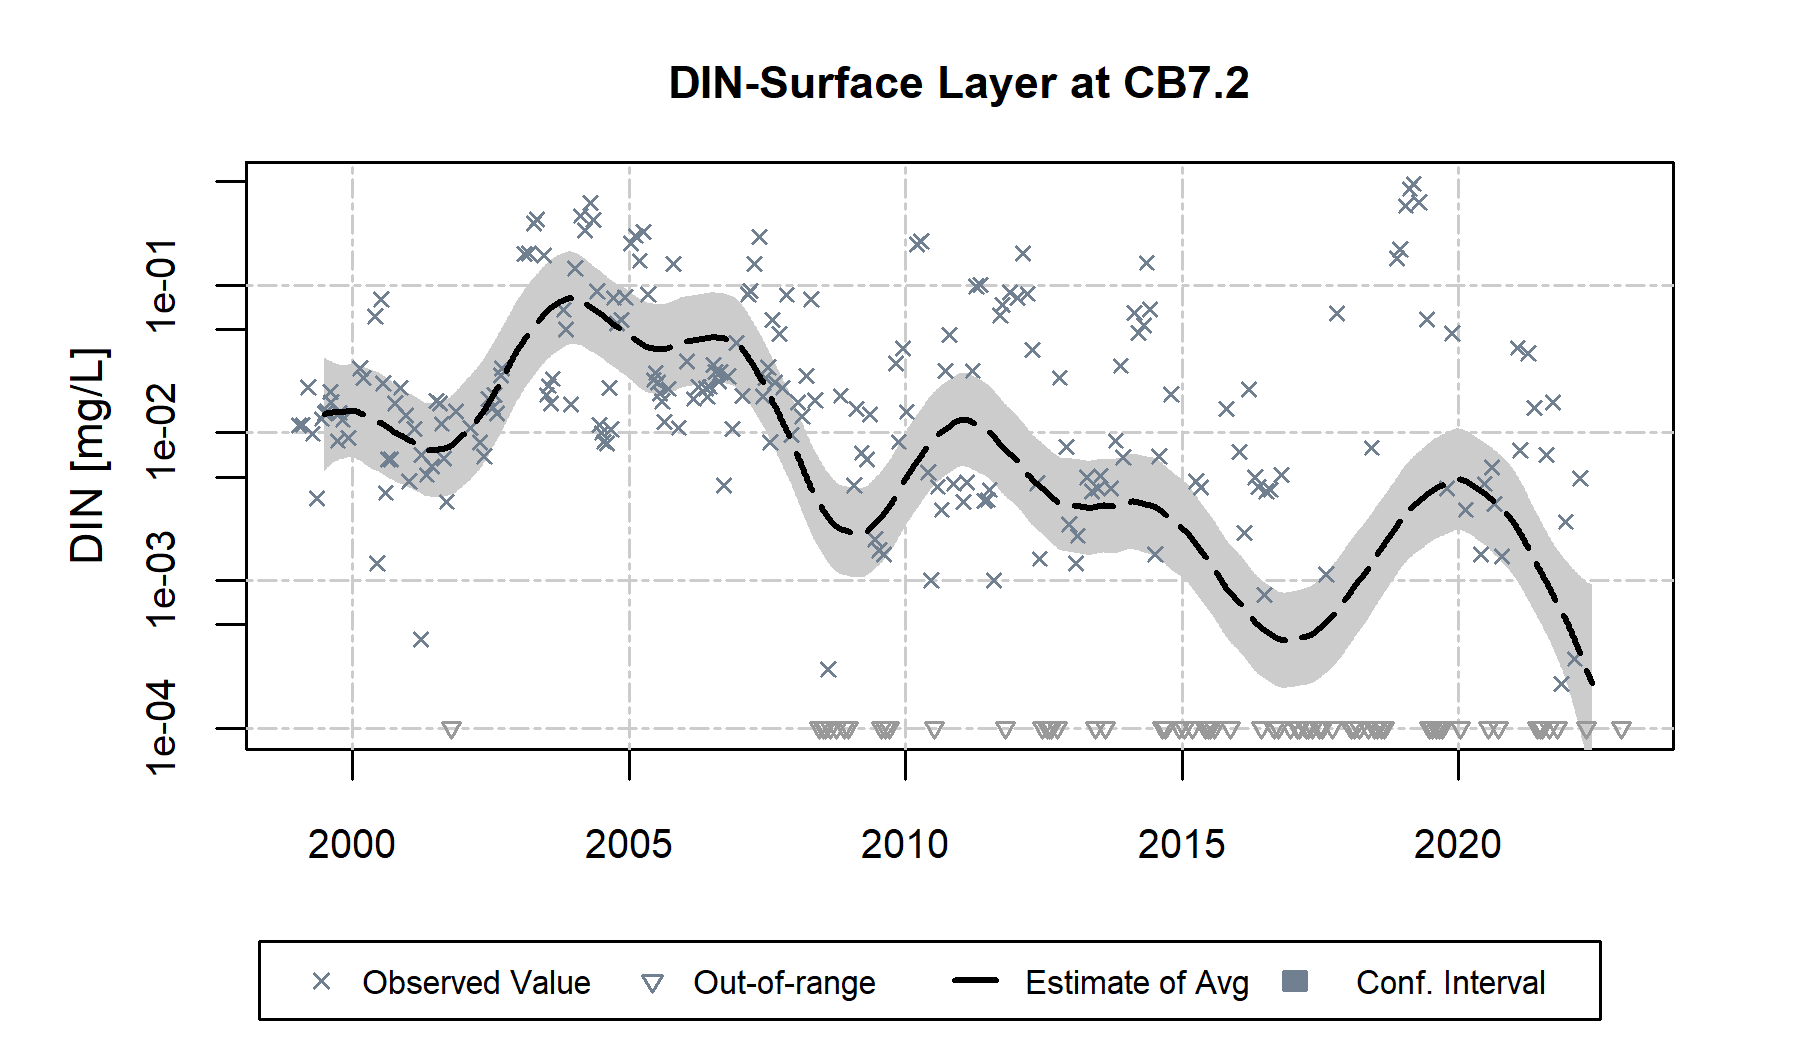 DIN-Surface Layer at CB7.2
DIN [mg/L]
1e-01
1e-02
1e-03
1e-04
2000 2005 2010 2015 2020
Observed Value Out-of-range Estimate of Avg Conf. Interval